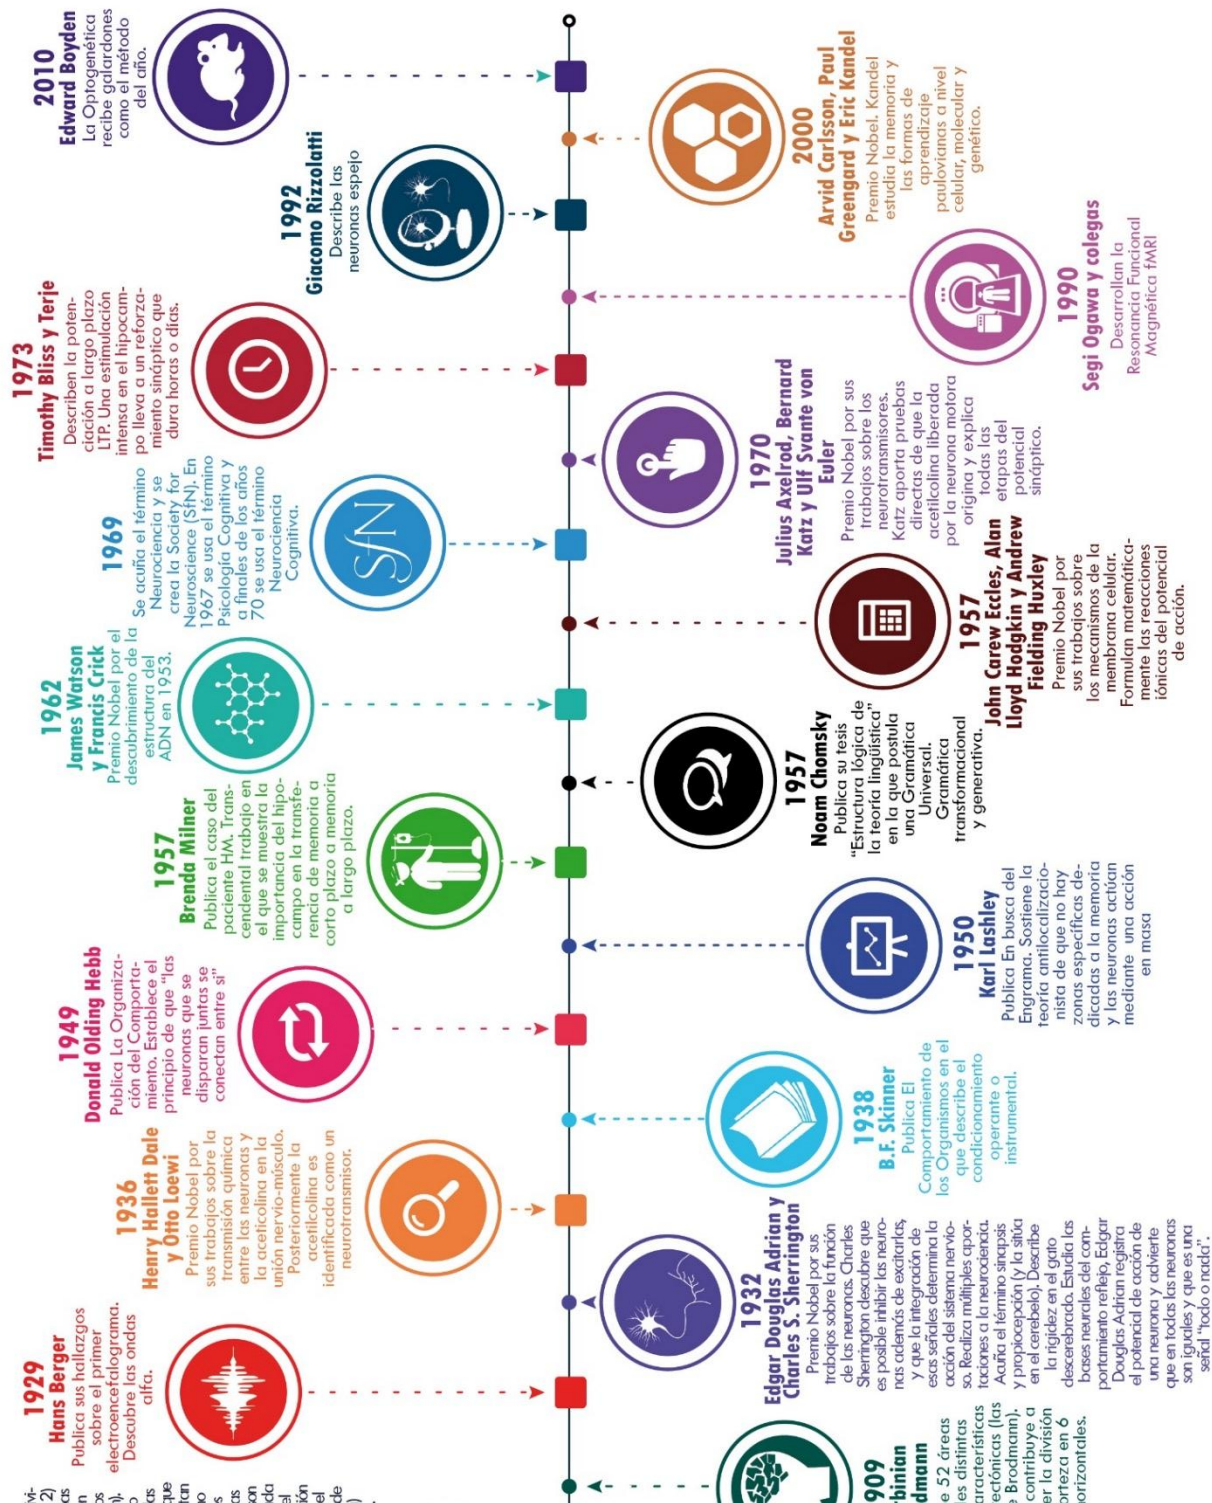 1929
Hans Berger
Publica sus hallazgos
sobre el primer
electroencefalograma.
Descubre las ondas
alfa.
1936
Henry Hallett Dale
y Otto Loewi
Premio Nobel por
sus trabajos sobre la
transmisión química
entre las neuronas y
la aceticolina en la
unión nervio-músculo.
Posteriormente la
acetilcolina es
identificada como un
neurotransmisor.
1949
Donald Olding Hebb
Publica La Organiza-
ción del Comporta-
miento. Establece el
principio de que "las
neuronas que se
disparan juntas se
conectan entre sí"
1957
Brenda Milner
Publica el caso del
paciente HM. Trans-
cendental trabajo en
el que se muestra la
importancia del hipo-
campo en la transfe-
rencia de memoria a
corto plazo a memoria
a largo plazo.
1962
James Watson
y Francis Crick
Premio Nobel por el
descubrimiento de la
estructura del
ADN en 1953.
1969
Se acuña el término
Neurociencia y se
crea la Society for
Neuroscience (SfN). En
1967 se usa el término
Psicología Cognitiva y
a finales de los años
70 se usa el término
Neurociencia
Cognitiva.
SfN
1973
Timothy Bliss y Terje
Describen la poten-
ciación a largo plazo
LTP. Una estimulación
intensa en el hipocam-
po lleva a un reforza-
miento sináptico que
dura horas o días.
1992
Giacomo Rizzolatti
Describe las
neuronas espejo
2010
Edward Boyden
La Optogenética
recibe galardones
como el método
del año.
909
rbinian
dmann
e 52 áreas
les distintas
aracterísticas
ectónicas (las
e Brodmann).
contribuye a
er la división
orteza en 6
horizontales.
1932
Edgar Douglas Adrian y
Charles S. Sherrington
Premio Nobel por sus
trabajos sobre la función
de las neuronas. Charles
Sherrington descubre que
es posible inhibir las neuro-
nas además de excitarlas,
y que la integración de
esas señales determina la
acción del sistema nervio-
so. Realiza múltiples apor-
taciones a la neurociencia.
Acuña el término sinapsis
y propiocepción (y la sitúa
en el cerebelo). Describe
la rigidez en el gato
descerebrado. Estudia las
bases neurales del com-
portamiento reflejo, Edgar
Douglas Adrian registra
el potencial de acción de
una neurona y advierte
que en todas las neuronas
son iguales y que es una
señal "todo o nada".
1938
B.F. Skinner
Publica El
Comportamiento de
los Organismos en el
que describe el
condicionamiento
operante o
instrumental.
1950
Karl Lashley
Publica En busca del
Engrama. Sostiene la
teoría antilocalizacio-
nista de que no hay
zonas específicas de-
dicadas a la memoria
y las neuronas actúan
mediante una acción
en masa
1957
Noam Chomsky
Publica su tesis
"Estructura lógica de
la teoría lingüística"
en la que postula
una Gramática
Universal.
Gramática
transformacional
y generativa.
1957
John Carew Eccles, Alan
Lloyd Hodgkin y Andrew
Fielding Huxley
Premio Nobel por
sus trabajos sobre
los mecanismos de la
membrana celular.
Formulan matemática-
mente las reacciones
iónicas del potencial
de acción.
1970
Julius Axelrod, Bernard
Katz y Ulf Svante von
Euler
Premio Nobel por sus
trabajos sobre los
neurotransmisores.
Katz aporta pruebas
directas de que la
acetilcolina liberada
por la neurona motora
origina y explica
todas las
etapas del
potencial
sináptico.
1990
Segi Ogawa y colegas
Desarrollan la
Resonancia Funcional
Magnética fMRI
2000
Arvid Carlsson, Paul
Greengard y Eric Kandel
Premio Nobel. Kandel
estudia la memoria y
las formas de
aprendizaje
paulovianas a nivel
celular, molecular y
genético.